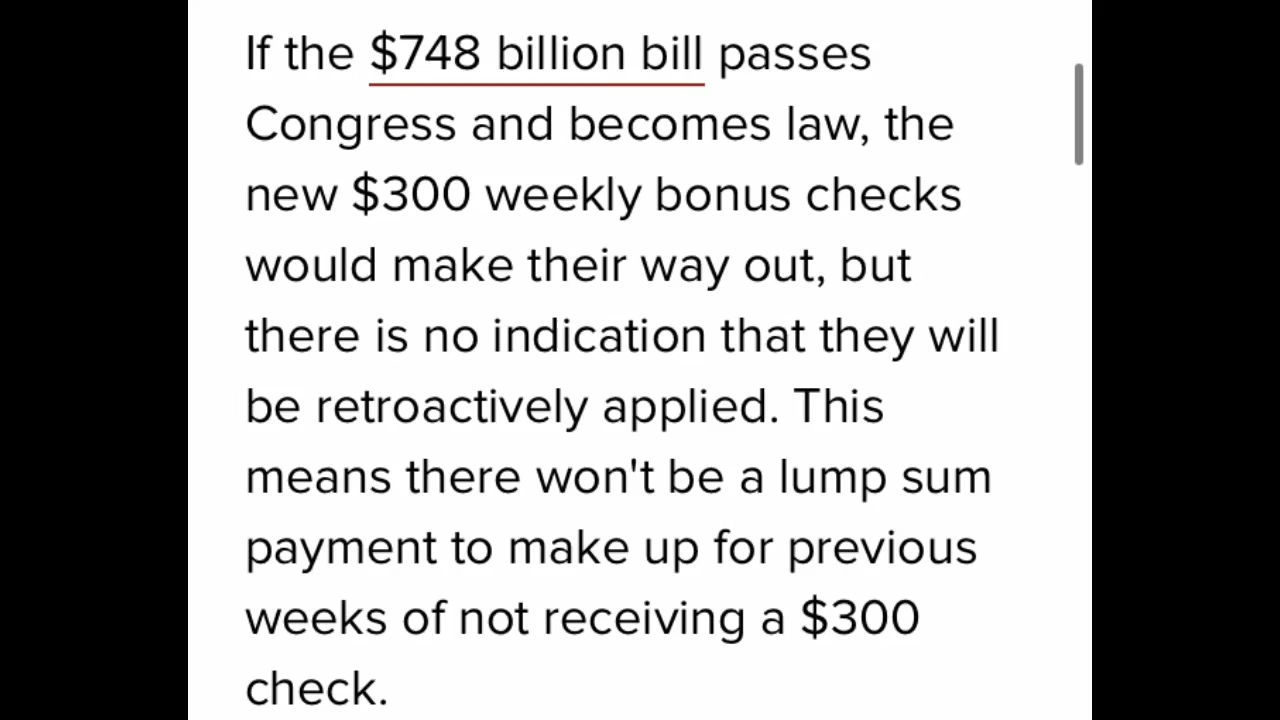 If the $748 billion bill passes
Congress and becomes law, the
new $300 weekly bonus checks
would make their way out, but
there is no indication that they will
be retroactively applied. This
means there won't be a lump sum
payment to make up for previous
weeks of not receiving a $300
check.